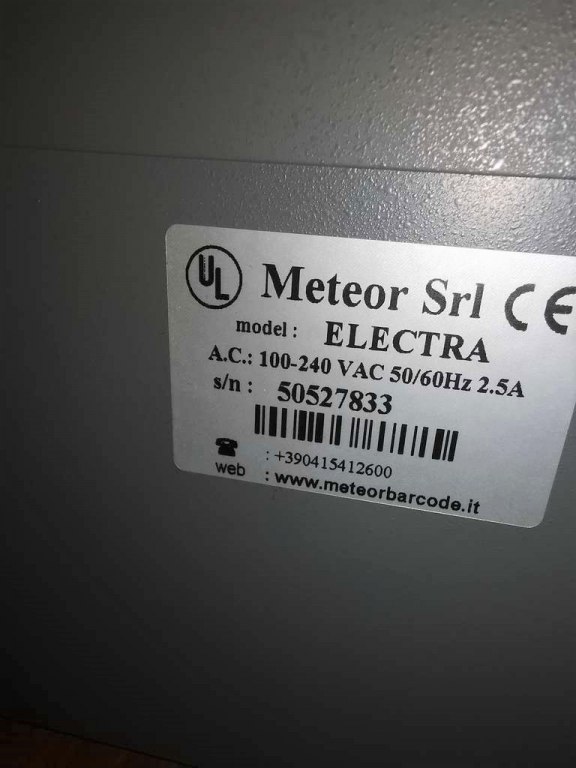 UL Meteor Srl CE
model : ELECTRA
A.C.: 100-240 VAC 50/60Hz 2.5A
s/n : 50527833
: +390415412600
web : www.meteorbarcode.it